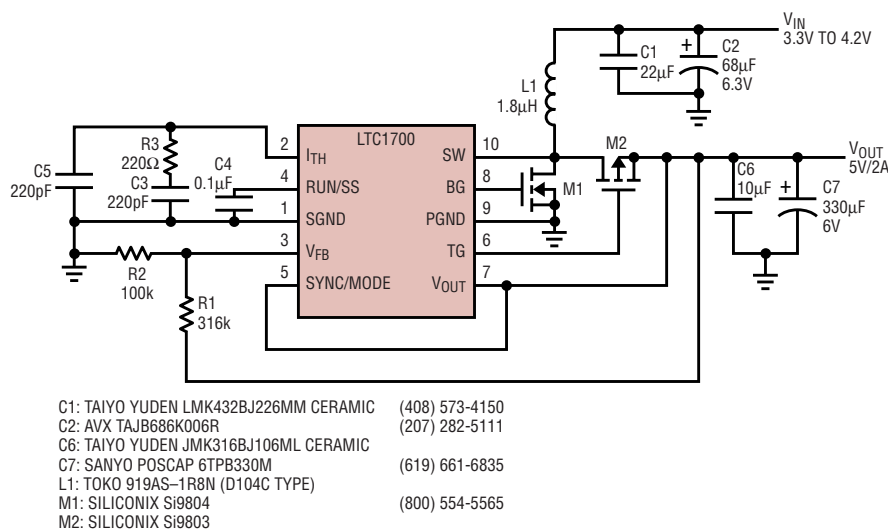 VIN
3.3V TO 4.2V
C1
22µF
C2
68µF
6.3V
+
L1
1.8µH
LTC1700
R3
220Ω
C5
220pF
C3
220pF
C4
0.1µF
2
ITH
4
RUN/SS
1
SGND
3
VFB
5
SYNC/MODE
SW
10
BG
8
PGND
9
TG
6
VOUT
7
M1
M2
VOUT
5V/2A
C6
10µF
+
C7
330µF
6V
R2
100k
R1
316k
C1: TAIYO YUDEN LMK432BJ226MM CERAMIC (408) 573-4150
C2: AVX TAJB686K006R (207) 282-5111
C6: TAIYO YUDEN JMK316BJ106ML CERAMIC
C7: SANYO POSCAP 6TPB330M (619) 661-6835
L1: TOKO 919AS–1R8N (D104C TYPE)
M1: SILICONIX Si9804 (800) 554-5565
M2: SILICONIX Si9803